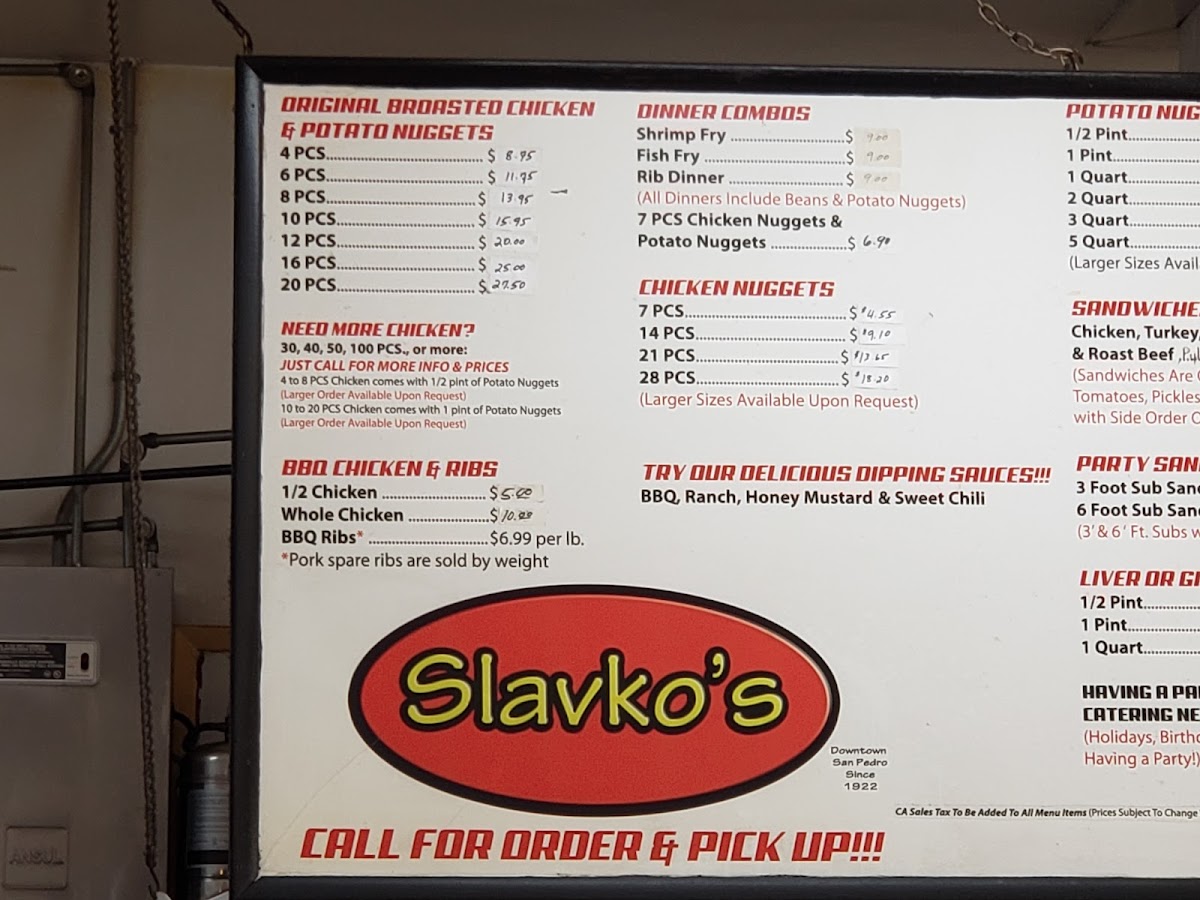 ORIGINAL BROASTED CHICKEN
& POTATO NUGGETS
4 PCS........ $ 8.95
6 PCS........ $ 11.95
8 PCS........ $ 13.95
10 PCS........ $ 15.95
12 PCS........ $ 20.00
16 PCS........ $ 25.00
20 PCS........ $ 27.50
NEED MORE CHICKEN?
30, 40, 50, 100 PCS., or more:
JUST CALL FOR MORE INFO & PRICES
4 to 8 PCS Chicken comes with 1/2 pint of Potato Nuggets
(Larger Order Available Upon Request)
10 to 20 PCS Chicken comes with 1 pint of Potato Nuggets
(Larger Order Available Upon Request)
BBQ CHICKEN & RIBS
1/2 Chicken ........ $ 5.00
Whole Chicken ........ $ 10.00
BBQ Ribs* ........ $6.99 per lb.
*Pork spare ribs are sold by weight
DINNER COMBOS
Shrimp Fry ........ $ 9.00
Fish Fry ........ $ 9.00
Rib Dinner ........ $ 9.00
(All Dinners Include Beans & Potato Nuggets)
7 PCS Chicken Nuggets &
Potato Nuggets ........ $ 6.90
CHICKEN NUGGETS
7 PCS........ $ $4.55
14 PCS........ $ $9.10
21 PCS........ $ $13.65
28 PCS........ $ $18.20
(Larger Sizes Available Upon Request)
TRY OUR DELICIOUS DIPPING SAUCES!!!
BBQ, Ranch, Honey Mustard & Sweet Chili
POTATO NUG
1/2 Pint........
1 Pint........
1 Quart........
2 Quart........
3 Quart........
5 Quart........
(Larger Sizes Avail
SANDWICHE
Chicken, Turkey,
& Roast Beef ,
(Sandwiches Are
Tomatoes, Pickles
with Side Order
PARTY SAN
3 Foot Sub San
6 Foot Sub San
(3' & 6' Ft. Subs w
LIVER OR GI
1/2 Pint........
1 Pint........
1 Quart........
HAVING A PA
CATERING NE
(Holidays, Birth
Having a Party!)
Slavko's
Downtown
San Pedro
Since
1922
CA Sales Tax To Be Added To All Menu Items (Prices Subject To Change
CALL FOR ORDER & PICK UP!!!
ANSUL